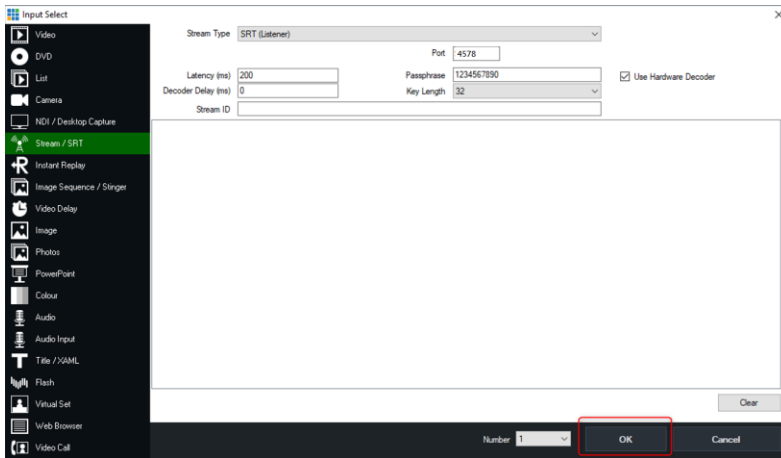 Input Select
Video
DVD
List
Camera
NDI / Desktop Capture
Stream / SRT
Instant Replay
Image Sequence / Stinger
Video Delay
Image
Photos
PowerPoint
Colour
Audio
Audio Input
Title / XAML
Flash
Virtual Set
Web Browser
Video Call
Stream Type SRT (Listener)
Port 4578
Latency (ms) 200 Passphrase 1234567890 Use Hardware Decoder
Decoder Delay (ms) 0 Key Length 32
Stream ID
Clear
Number 1 OK Cancel